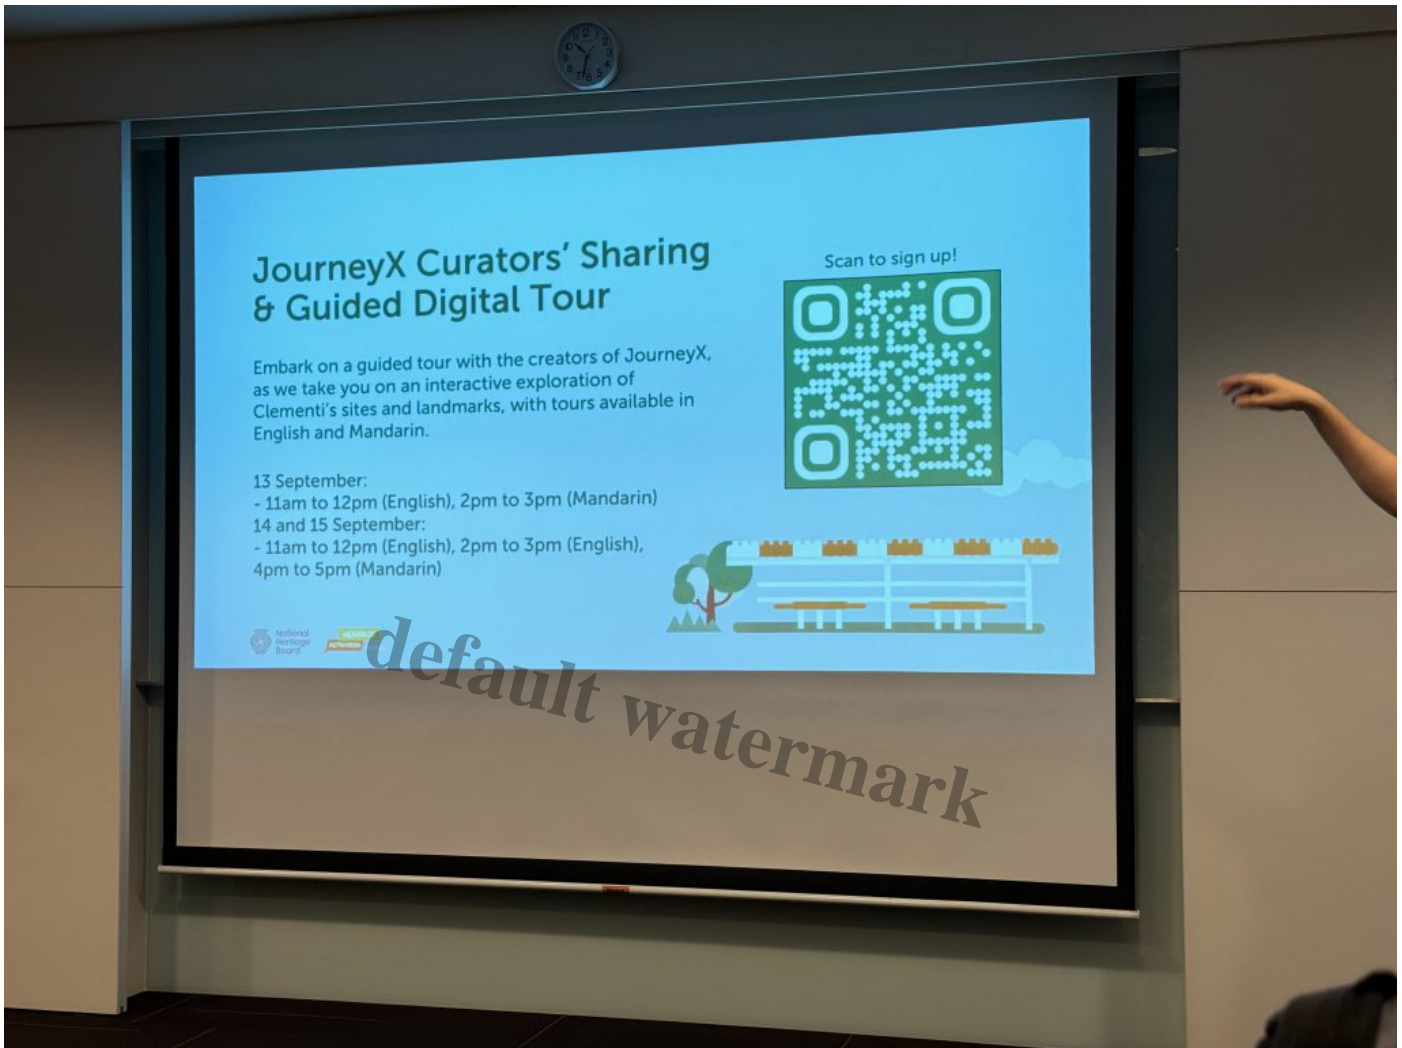 JourneyX Curators' Sharing
& Guided Digital Tour
Embark on a guided tour with the creators of JourneyX,
as we take you on an interactive exploration of
Clementi's sites and landmarks, with tours available in
English and Mandarin.
13 September:
- 11am to 12pm (English), 2pm to 3pm (Mandarin)
14 and 15 September:
- 11am to 12pm (English), 2pm to 3pm (English),
4pm to 5pm (Mandarin)
Scan to sign up!
National
Heritage
Board
default watermark